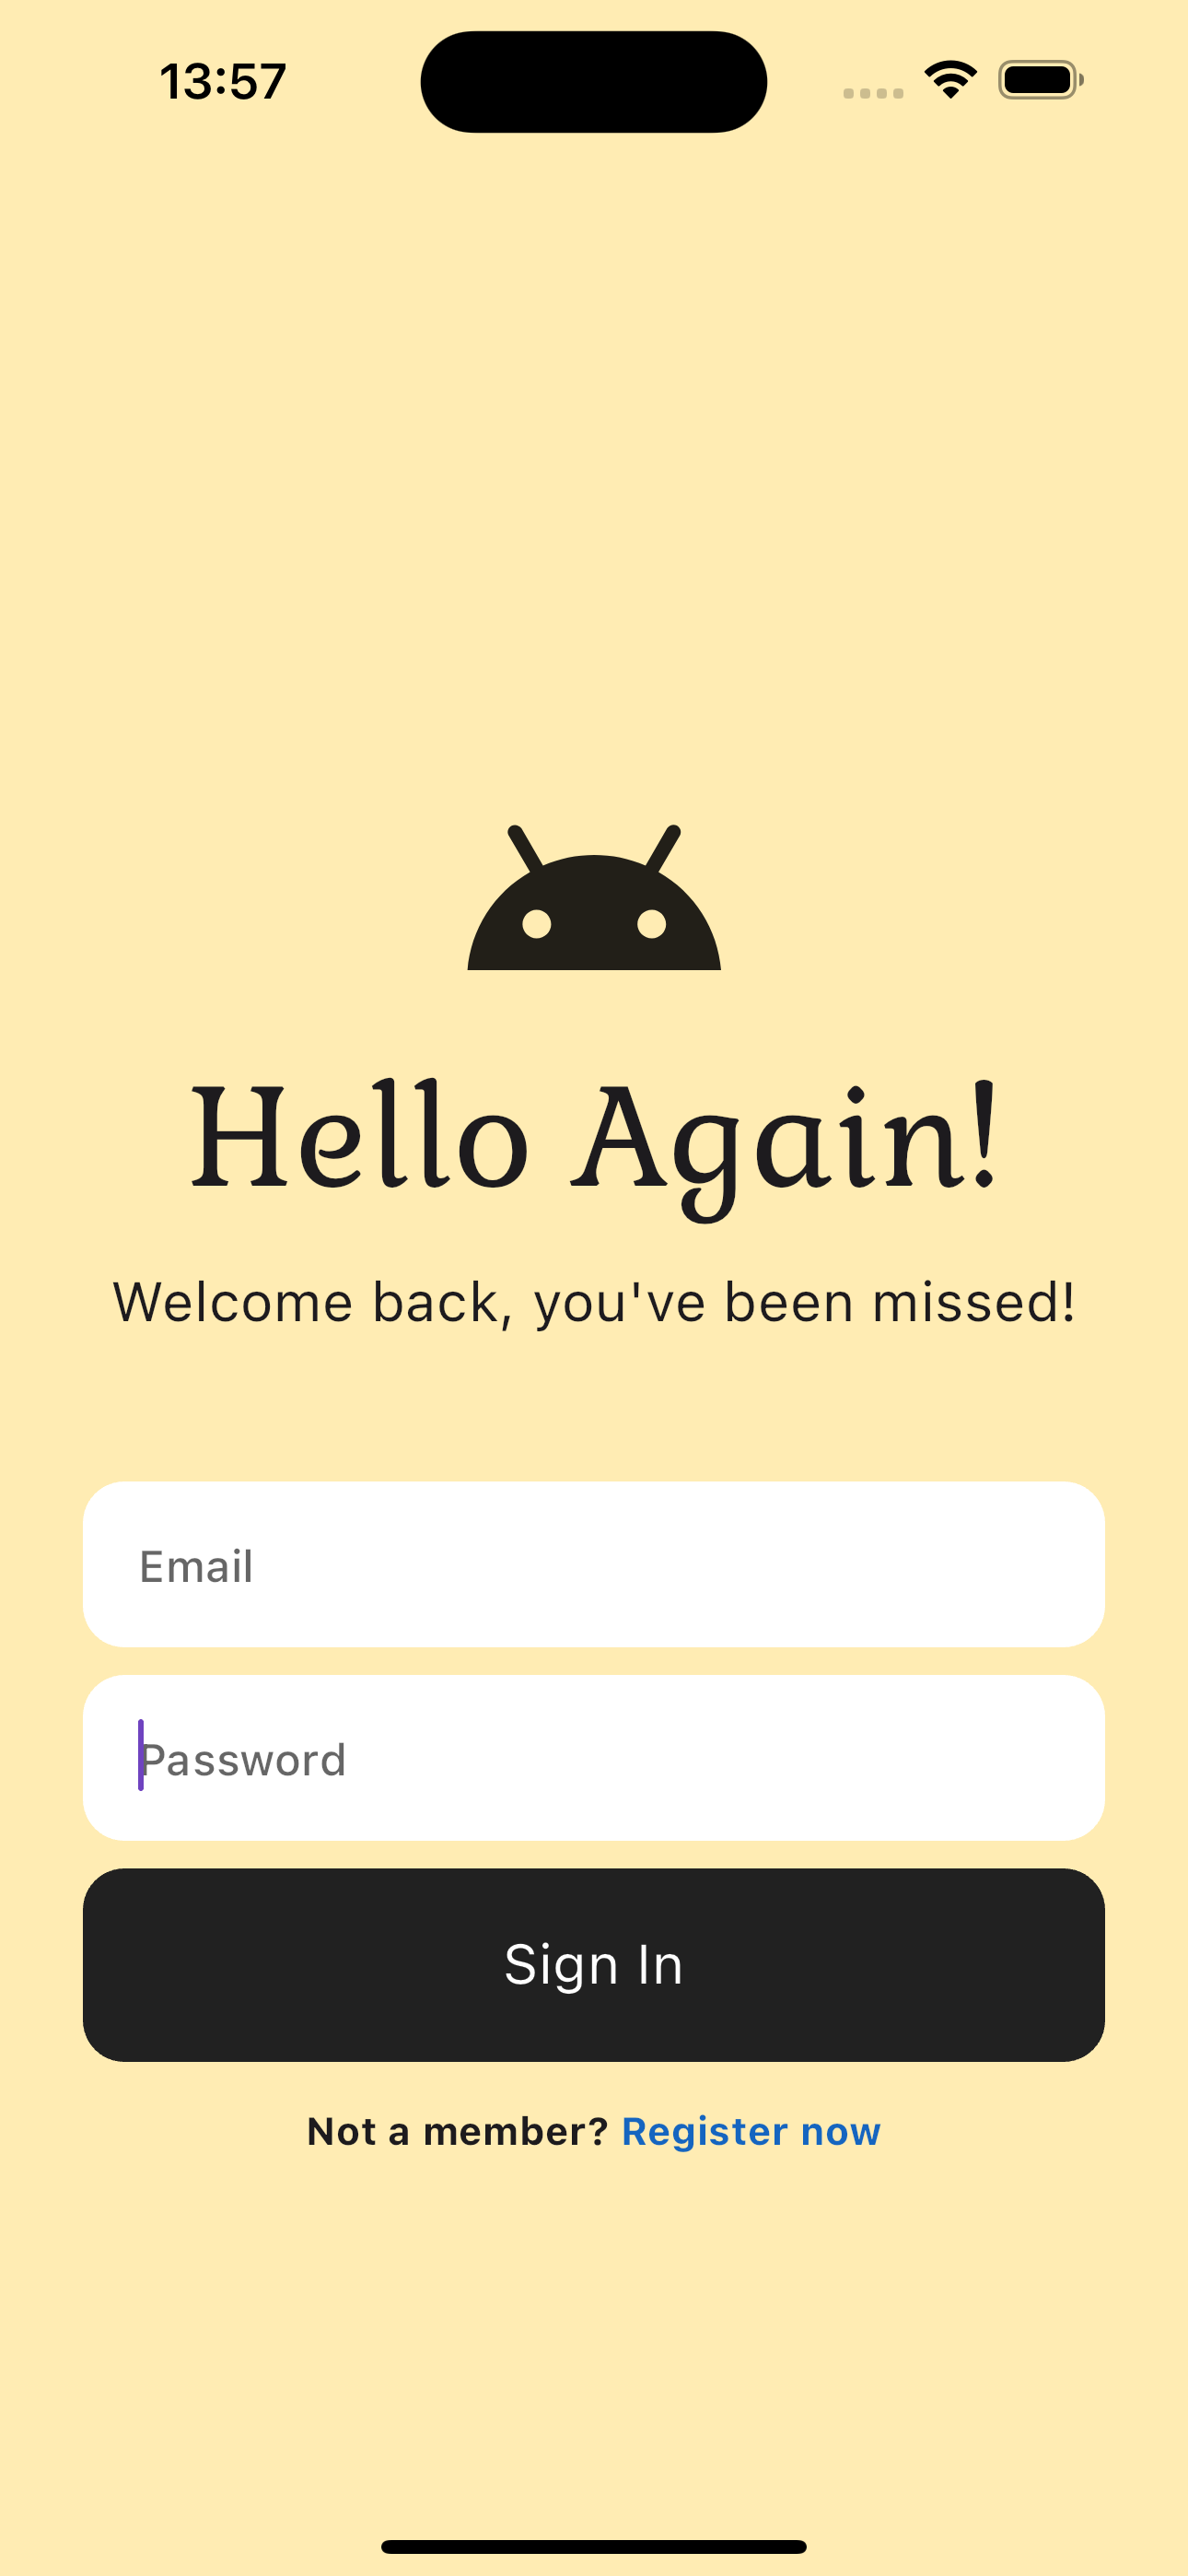 13:57
Hello Again!
Welcome back, you've been missed!
Email
Password
Sign In
Not a member? Register now